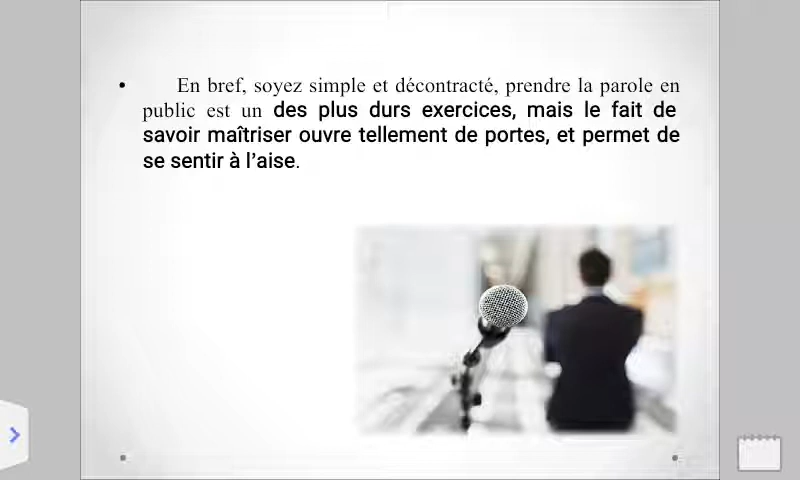 • En bref, soyez simple et décontracté, prendre la parole en
public est un des plus durs exercices, mais le fait de
savoir maîtriser ouvre tellement de portes, et permet de
se sentir à l'aise.